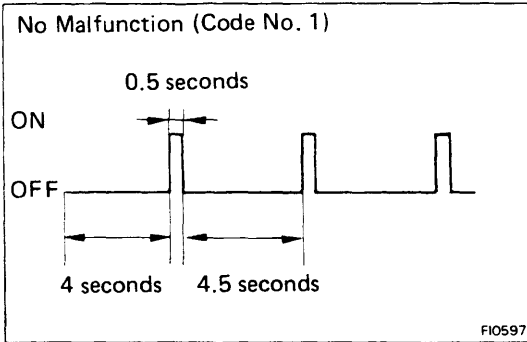 No Malfunction (Code No. 1)
0.5 seconds
ON
OFF
4 seconds 4.5 seconds
FI0597